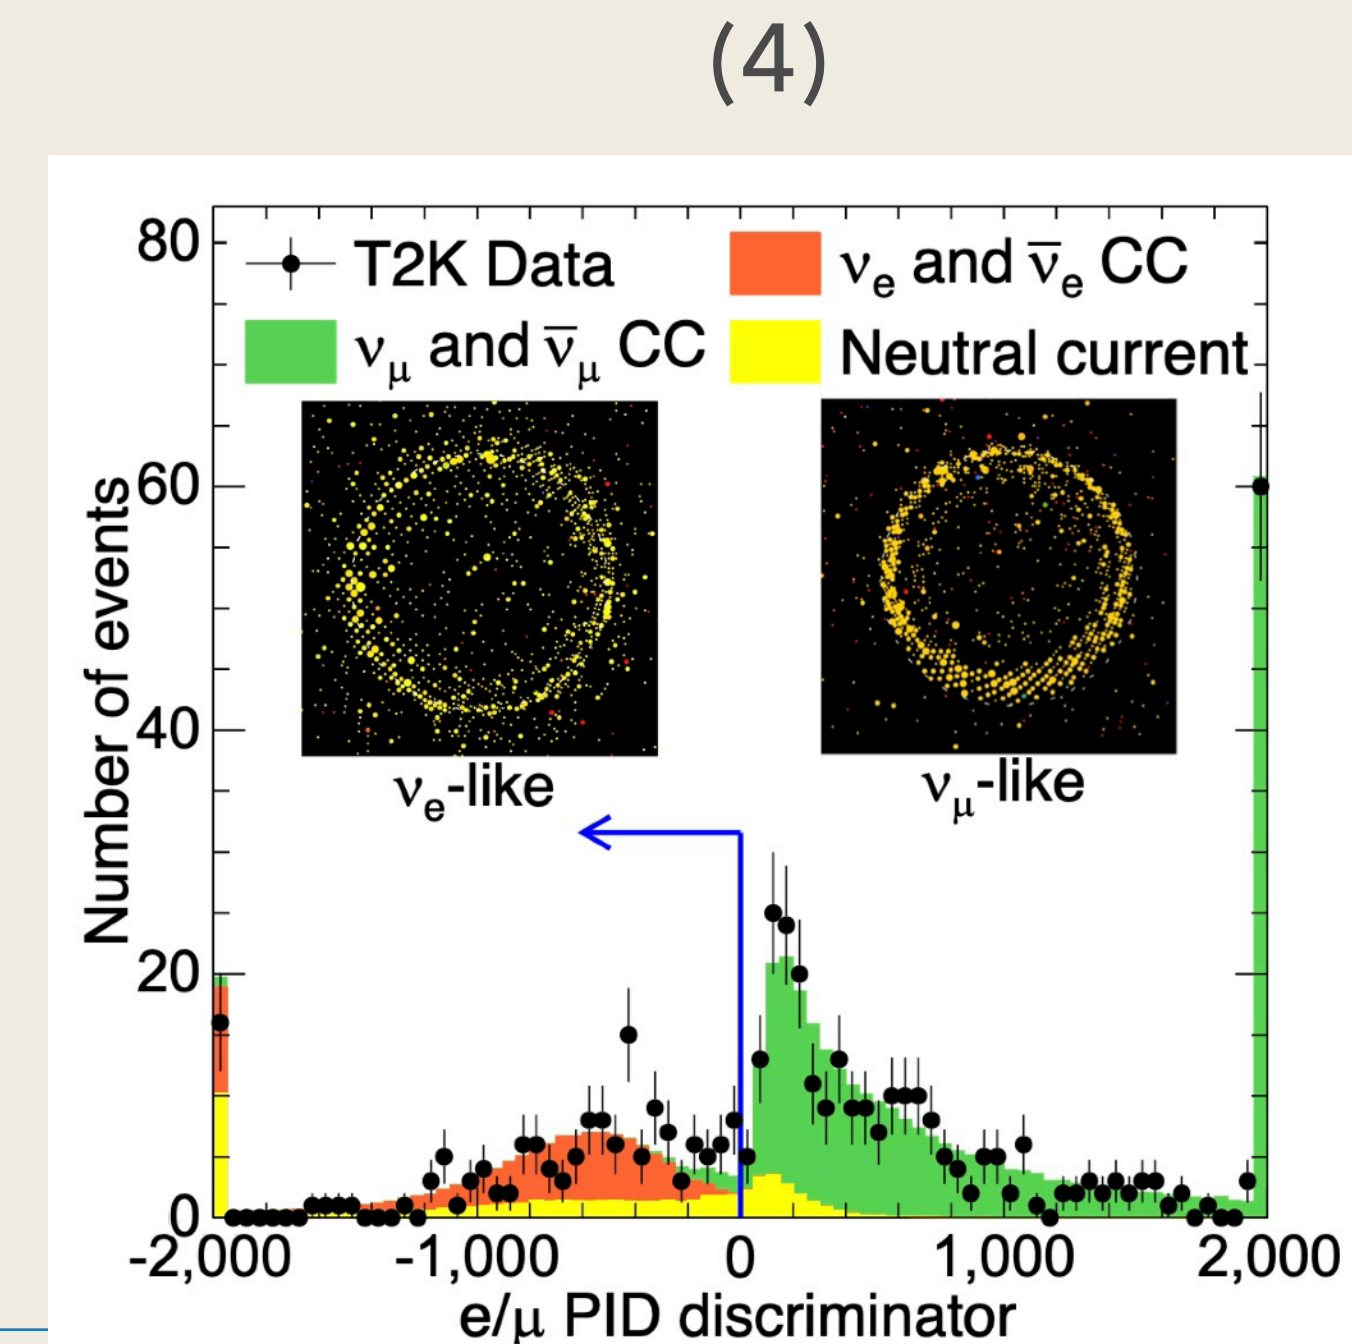 (4)
80
T2K Data
νe and ν̅e CC
νμ and ν̅μ CC
Neutral current
60
40
20
0
νe-like
νμ-like
Number of events
-2,000
-1,000
0
1,000
2,000
e/μ PID discriminator